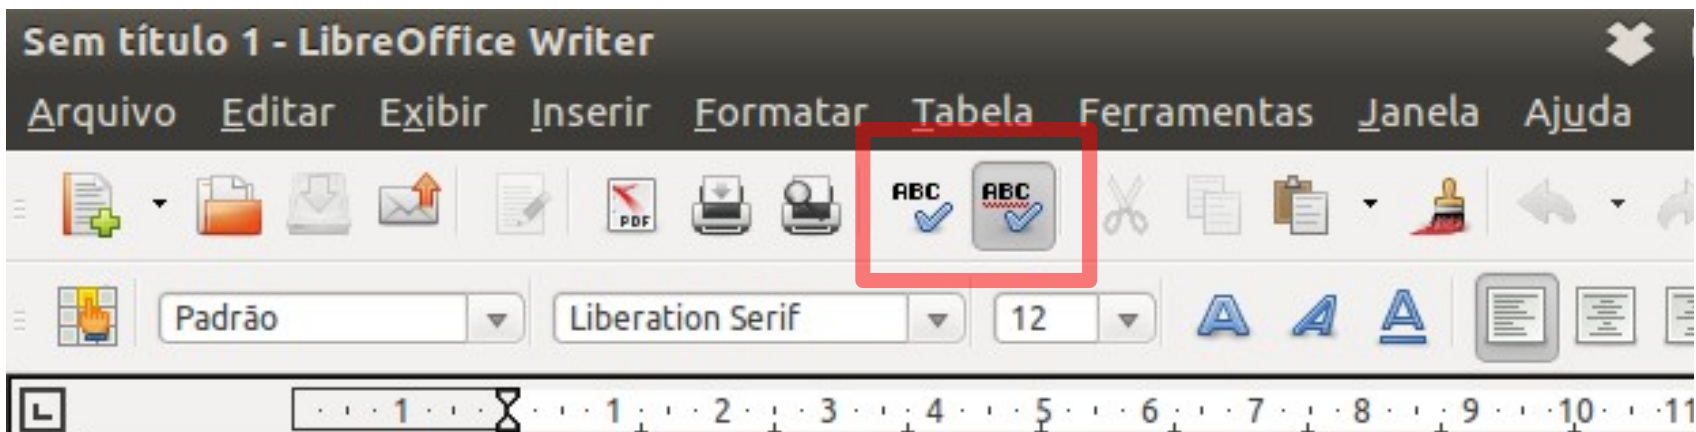 Sem título 1 - LibreOffice Writer
Arquivo Editar Exibir Inserir Formatar Tabela Ferramentas Janela Ajuda
PDF ABC ABC
Padrão Liberation Serif 12 A A A
1 1 2 3 4 5 6 7 8 9 10 11